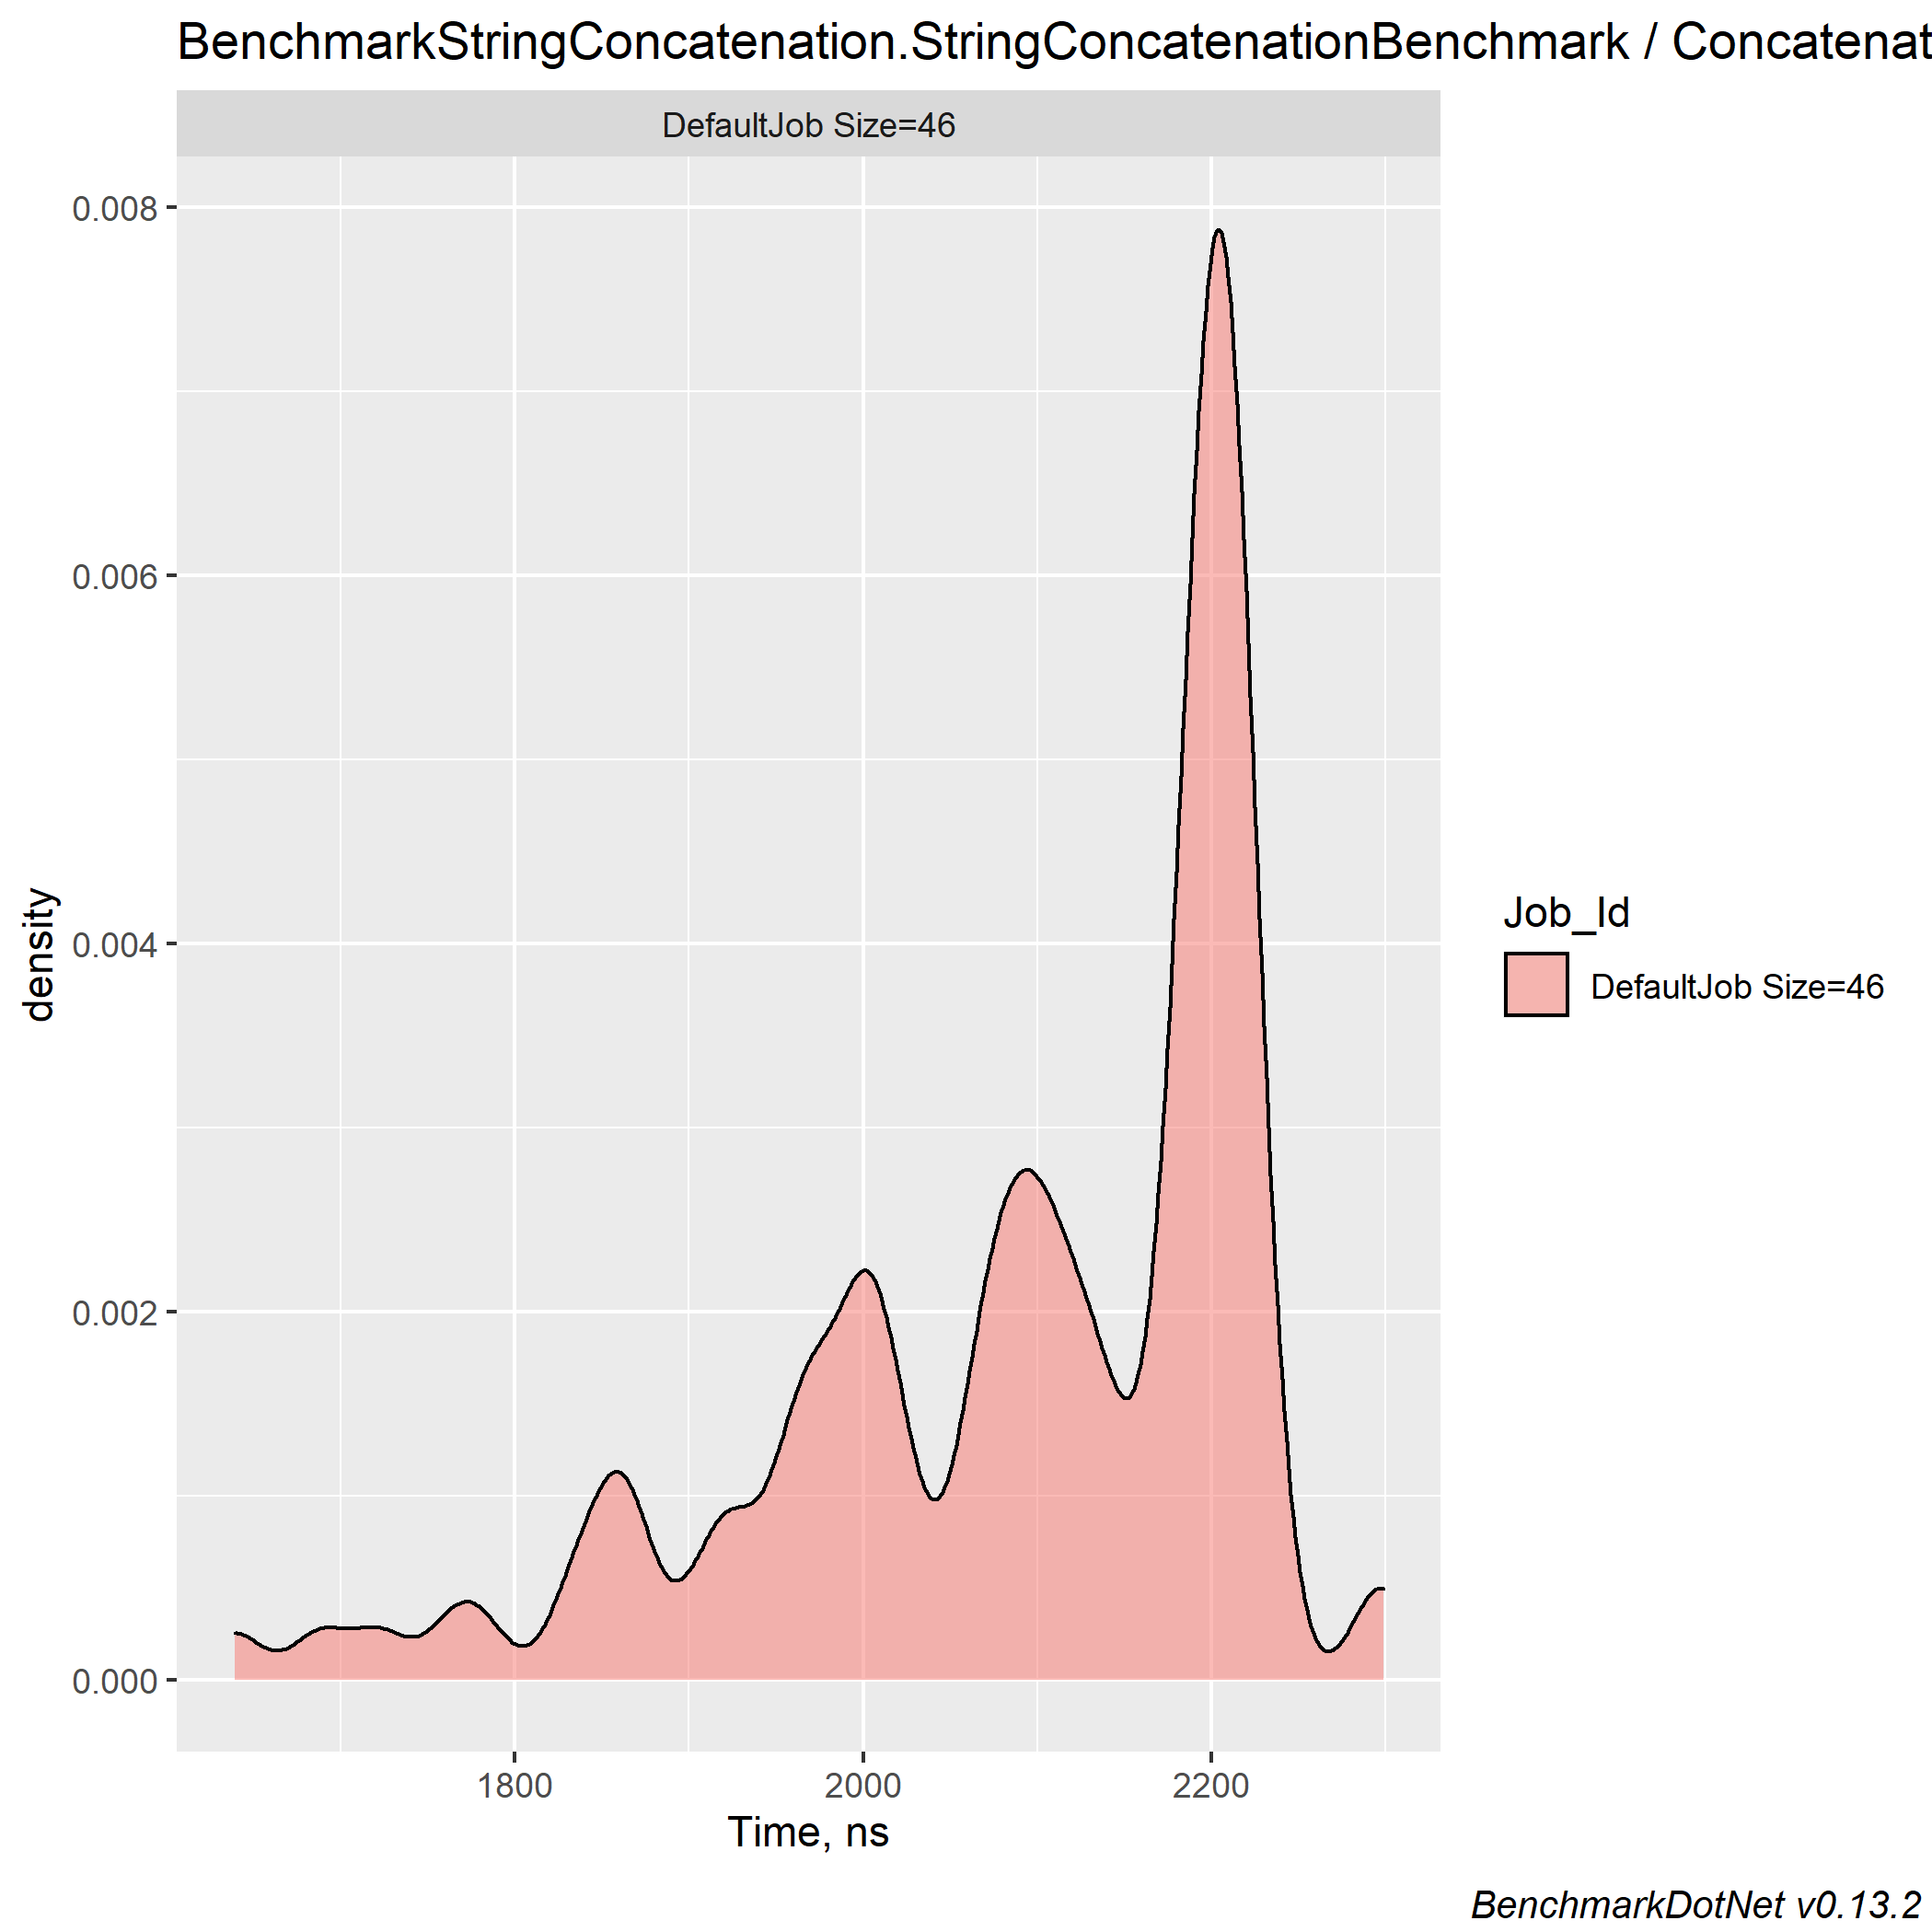 BenchmarkStringConcatenation.StringConcatenationBenchmark / Concatenat
DefaultJob Size=46
0.008
0.006
0.004
0.002
0.000
density
1800 2000 2200
Time, ns
Job_Id
DefaultJob Size=46
BenchmarkDotNet v0.13.2